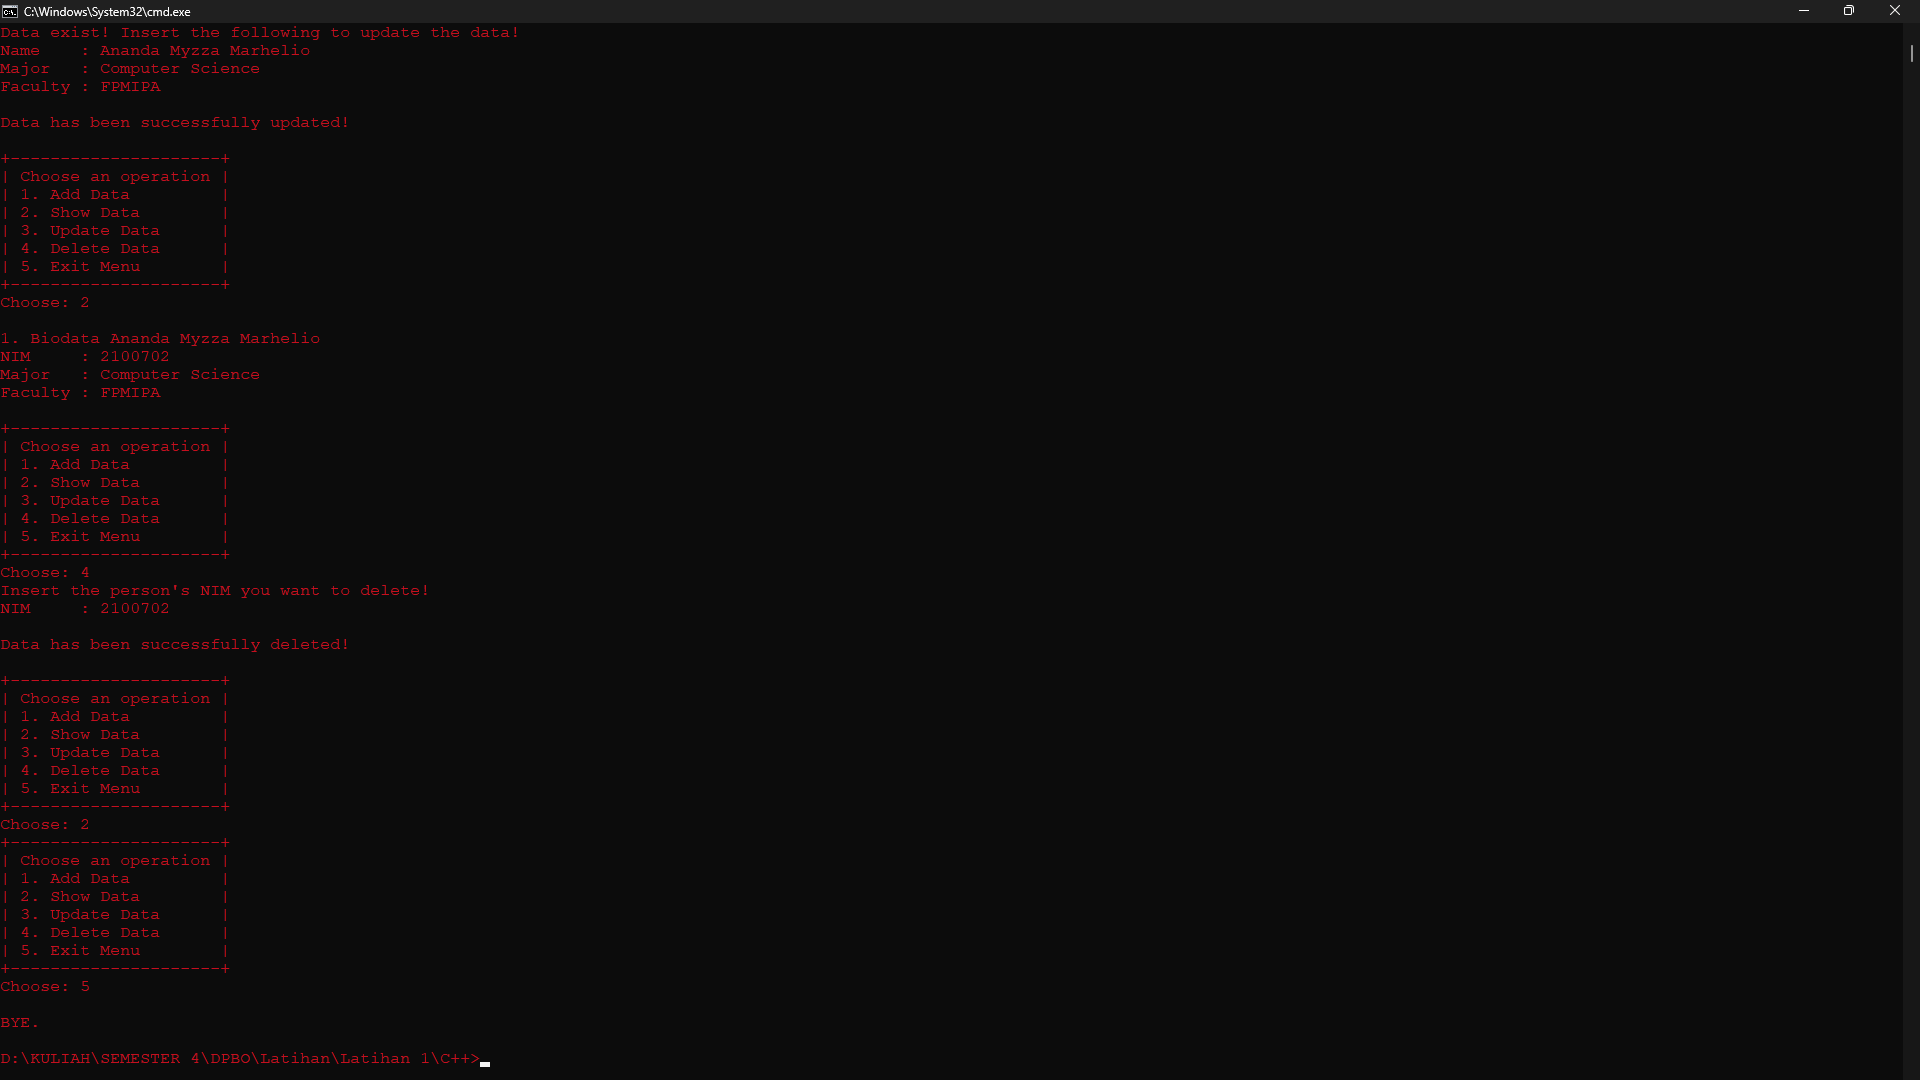 C:\Windows\System32\cmd.exe
Data exist! Insert the following to update the data!
Name    : Ananda Myzza Marhelio
Major   : Computer Science
Faculty : FPMIPA
Data has been successfully updated!
+---------------------+
| Choose an operation |
| 1. Add Data         |
| 2. Show Data        |
| 3. Update Data      |
| 4. Delete Data      |
| 5. Exit Menu        |
+---------------------+
Choose: 2
1. Biodata Ananda Myzza Marhelio
NIM     : 2100702
Major   : Computer Science
Faculty : FPMIPA
+---------------------+
| Choose an operation |
| 1. Add Data         |
| 2. Show Data        |
| 3. Update Data      |
| 4. Delete Data      |
| 5. Exit Menu        |
+---------------------+
Choose: 4
Insert the person's NIM you want to delete!
NIM     : 2100702
Data has been successfully deleted!
+---------------------+
| Choose an operation |
| 1. Add Data         |
| 2. Show Data        |
| 3. Update Data      |
| 4. Delete Data      |
| 5. Exit Menu        |
+---------------------+
Choose: 2
+---------------------+
| Choose an operation |
| 1. Add Data         |
| 2. Show Data        |
| 3. Update Data      |
| 4. Delete Data      |
| 5. Exit Menu        |
+---------------------+
Choose: 5
BYE.
D:\KULIAH\SEMESTER 4\DPBO\Latihan\Latihan 1\C++>